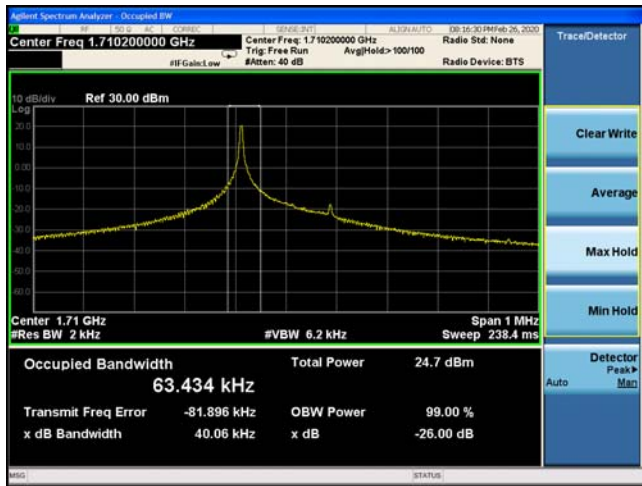 Agilent Spectrum Analyzer - Occupied BW
RF 50 Ω AC CORREC SENSE:INT ALIGN AUTO 08:16:30 PM Feb 26, 2020
Center Freq 1.710200000 GHz Center Freq: 1.710200000 GHz Radio Std: None Trace/Detector
Trig: Free Run Avg|Hold:> 100/100
#IFGain:Low #Atten: 40 dB Radio Device: BTS
10 dB/div Ref 30.00 dBm
Log
20.0
10.0
0.00
10.0
20.0
30.0
40.0
50.0
60.0
Clear Write
Average
Max Hold
Min Hold
Center 1.71 GHz Span 1 MHz
#Res BW 2 kHz #VBW 6.2 kHz Sweep 238.4 ms
Occupied Bandwidth Total Power 24.7 dBm
63.434 kHz
Transmit Freq Error -81.896 kHz OBW Power 99.00 %
x dB Bandwidth 40.06 kHz x dB -26.00 dB
Detector
Peak▶
Auto Man
MSG STATUS